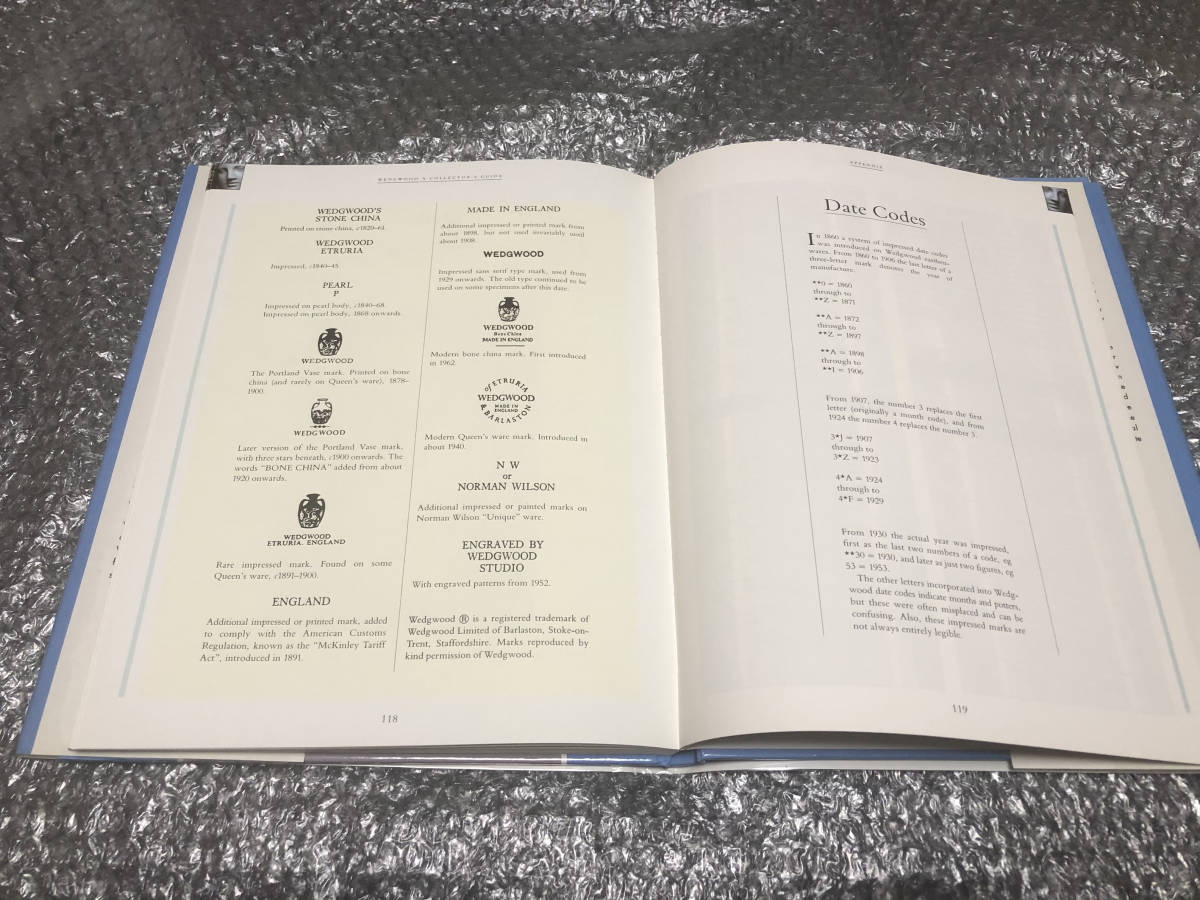 WEDGWOOD A COLLECTOR'S GUIDE
WEDGWOOD'S
STONE CHINA
Printed on stone china, c1820–61.
WEDGWOOD
ETRURIA
Impressed, c1840–45.
PEARL
P
Impressed on pearl body, c1840–68.
Impressed on pearl body, 1868 onwards.
WEDGWOOD
The Portland Vase mark. Printed on bone
china (and rarely on Queen's ware), 1878–
1900.
WEDGWOOD
Later version of the Portland Vase mark,
with three stars beneath, c1900 onwards. The
words "BONE CHINA" added from about
1920 onwards.
WEDGWOOD
ETRURIA. ENGLAND
Rare impressed mark. Found on some
Queen's ware, c1891–1900.
ENGLAND
Additional impressed or printed mark, added
to comply with the American Customs
Regulation, known as the "McKinley Tariff
Act", introduced in 1891.
MADE IN ENGLAND
Additional impressed or printed mark from
about 1898, but not used invariably until
about 1908.
WEDGWOOD
Impressed sans serif type mark, used from
1929 onwards. The old type continued to be
used on some specimens after this date.
WEDGWOOD
Bone China
MADE IN ENGLAND
Modern bone china mark. First introduced
in 1962.
of ETRURIA
WEDGWOOD
MADE IN
ENGLAND
& BARLASTON
Modern Queen's ware mark. Introduced in
about 1940.
N W
or
NORMAN WILSON
Additional impressed or painted marks on
Norman Wilson "Unique" ware.
ENGRAVED BY
WEDGWOOD
STUDIO
With engraved patterns from 1952.
Wedgwood ® is a registered trademark of
Wedgwood Limited of Barlaston, Stoke-on-
Trent, Staffordshire. Marks reproduced by
kind permission of Wedgwood.
118
APPENDIX
Date Codes
In 1860 a system of impressed date codes
was introduced on Wedgwood earthen-
wares. From 1860 to 1906 the last letter of a
three-letter mark denotes the year of
manufacture.
**0 = 1860
through to
**Z = 1871
**A = 1872
through to
**Z = 1897
**A = 1898
through to
**I = 1906
From 1907, the number 3 replaces the first
letter (originally a month code), and from
1924 the number 4 replaces the number 3.
3*J = 1907
through to
3*Z = 1923
4*A = 1924
through to
4*F = 1929
From 1930 the actual year was impressed,
first as the last two numbers of a code, eg
**30 = 1930, and later as just two figures, eg
53 = 1953.
The other letters incorporated into Wedg-
wood date codes indicate months and potters,
but these were often misplaced and can be
confusing. Also, these impressed marks are
not always entirely legible.
119